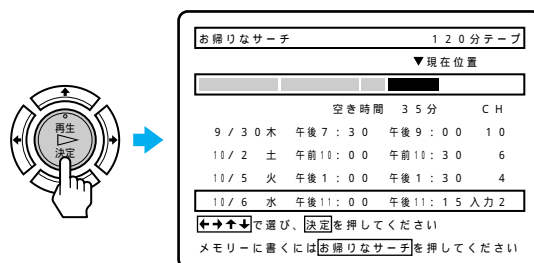 お帰りなサーチ 120分テープ
▼現在位置
再生
決定
空き時間 35分 CH
9/30木 午後7:30 午後9:00 10
10/2 土 午前10:00 午前10:30 6
10/5 火 午後1:00 午後1:30 4
10/6 水 午後11:00 午後11:15 入力2
←→↑↓で選び、決定を押してください
メモリーに書くにはお帰りなサーチを押してください